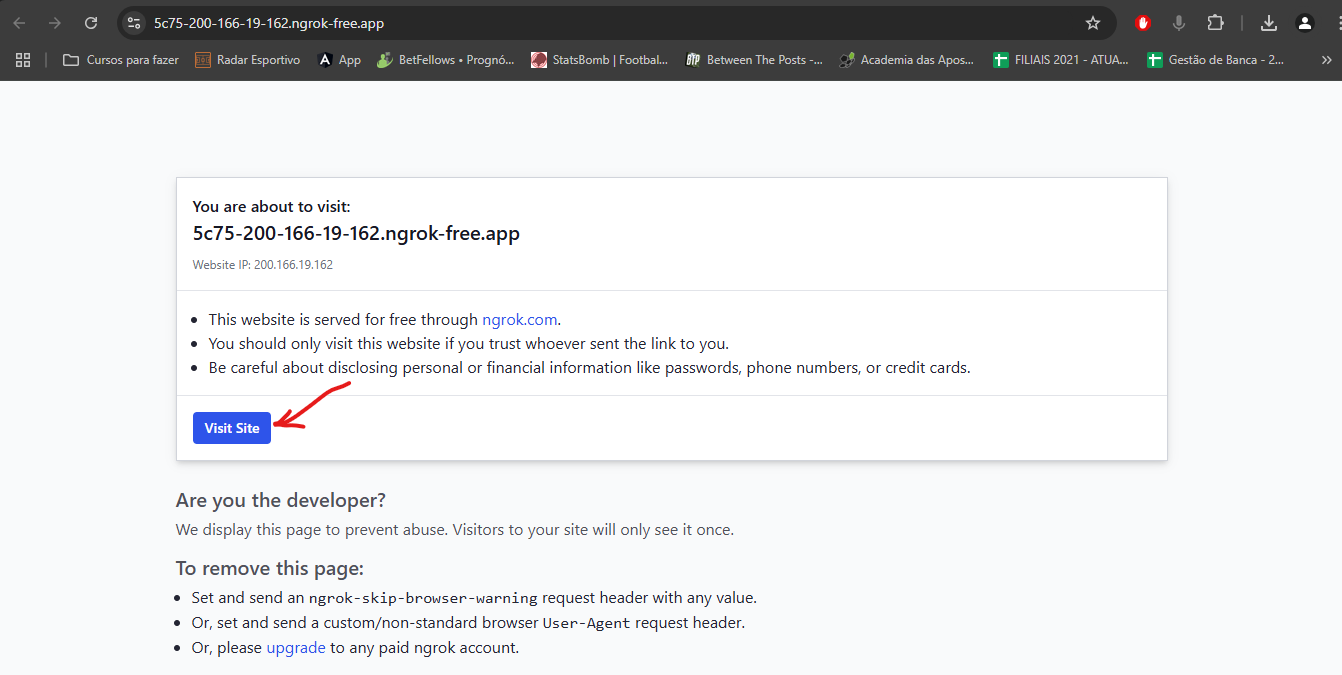 5c75-200-166-19-162.ngrok-free.app
Cursos para fazer Radar Esportivo App BetFellows • Prognó... StatsBomb | Footbal... Between The Posts -... Academia das Apos... FILIAIS 2021 - ATUA... Gestão de Banca - 2... »
You are about to visit:
5c75-200-166-19-162.ngrok-free.app
Website IP: 200.166.19.162
• This website is served for free through ngrok.com.
• You should only visit this website if you trust whoever sent the link to you.
• Be careful about disclosing personal or financial information like passwords, phone numbers, or credit cards.
Visit Site
Are you the developer?
We display this page to prevent abuse. Visitors to your site will only see it once.
To remove this page:
• Set and send an ngrok-skip-browser-warning request header with any value.
• Or, set and send a custom/non-standard browser User-Agent request header.
• Or, please upgrade to any paid ngrok account.